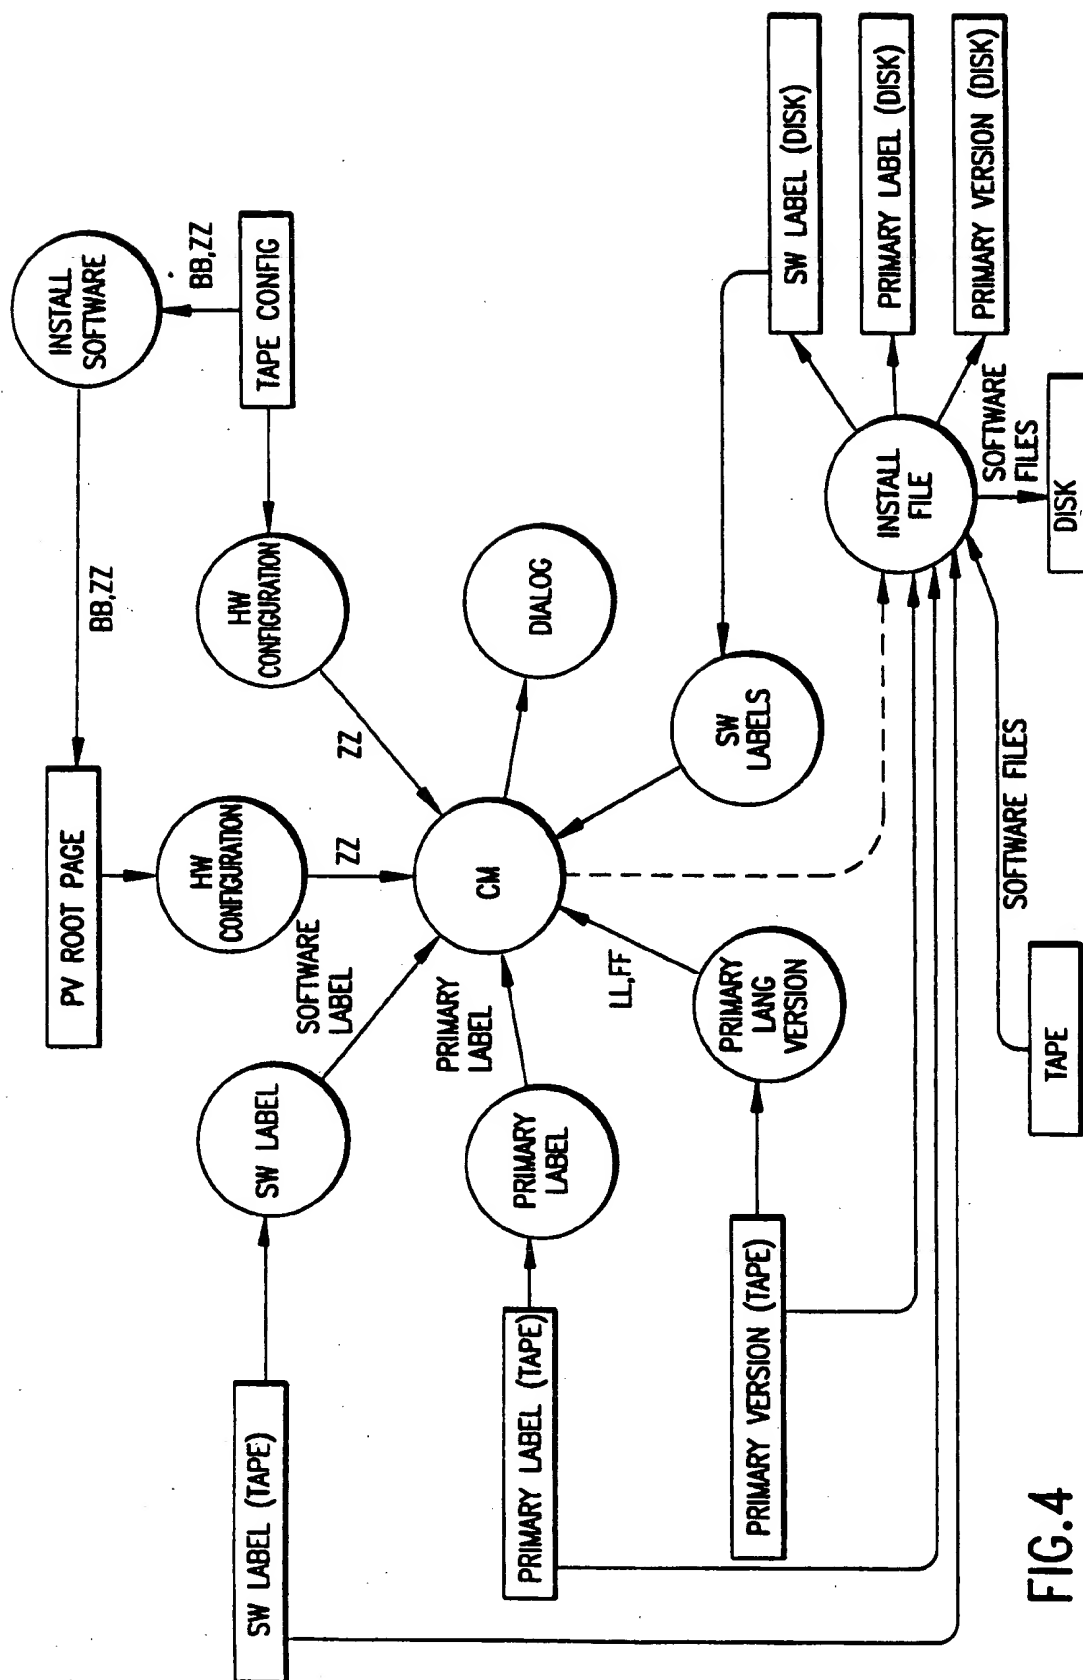 INSTALL
SOFTWARE
BB,ZZ
BB,ZZ
TAPE CONFIG
PV ROOT PAGE
HW
CONFIGURATION
HW
CONFIGURATION
ZZ
ZZ
SW LABEL (TAPE)
SW LABEL
SOFTWARE
LABEL
CM
DIALOG
PRIMARY LABEL (TAPE)
PRIMARY
LABEL
PRIMARY
LABEL
LL,FF
PRIMARY VERSION (TAPE)
PRIMARY
LANG
VERSION
SW
LABELS
SW LABEL (DISK)
PRIMARY LABEL (DISK)
PRIMARY VERSION (DISK)
INSTALL
FILE
SOFTWARE
FILES
SOFTWARE FILES
TAPE
DISK
FIG.4